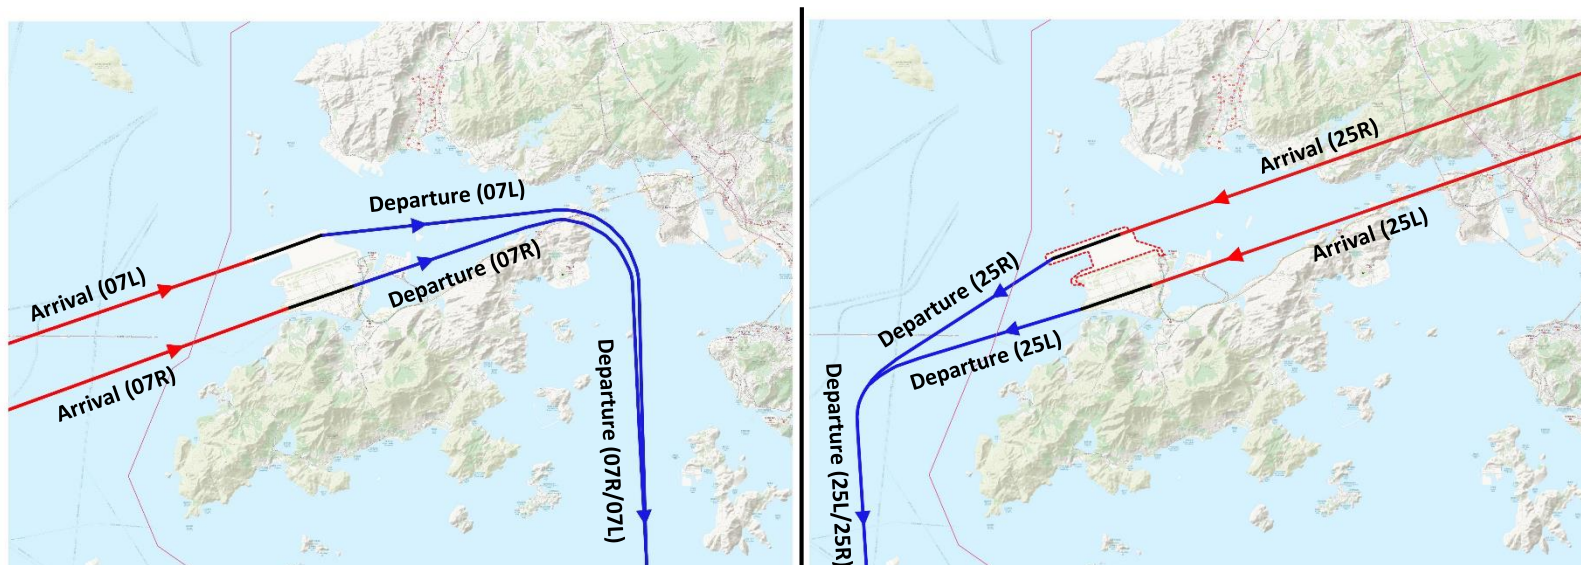 Departure (07L)
Arrival (07L)
Departure (07R)
Arrival (07R)
Departure (07R/07L)
Arrival (25R)
Arrival (25L)
Departure (25R)
Departure (25L)
Departure (25L/25R)